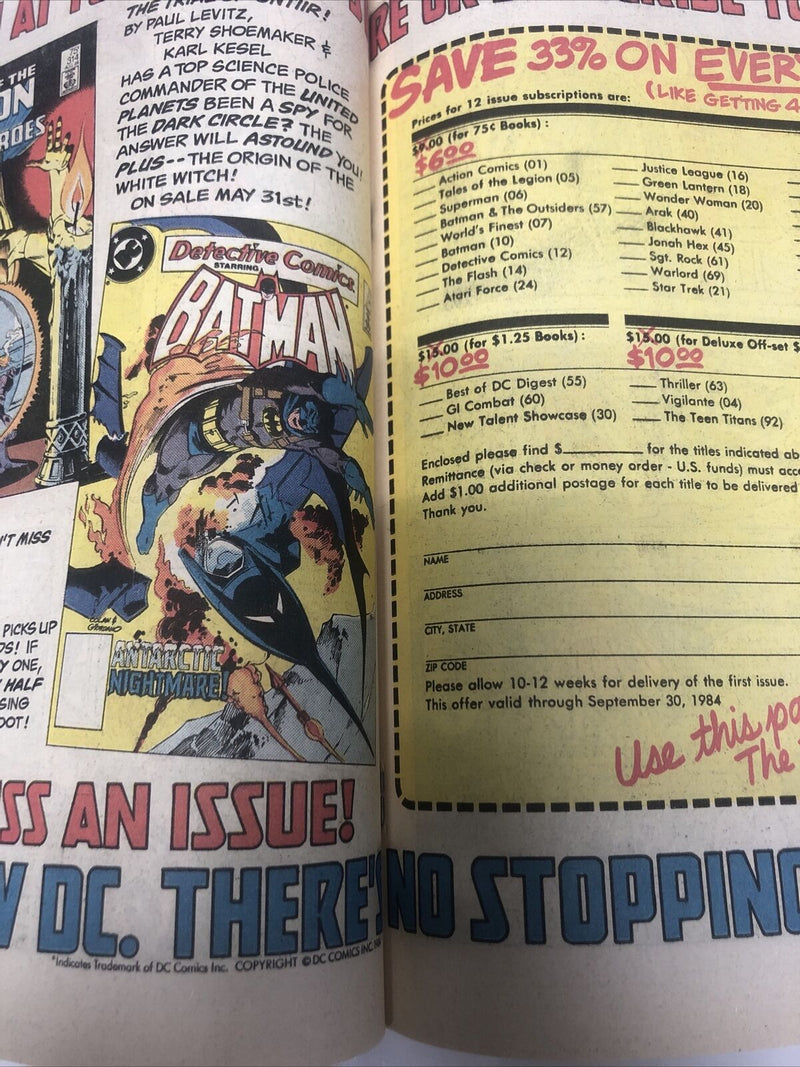 THE TRIAL OF ONTIIR!
BY PAUL LEVITZ,
TERRY SHOEMAKER &
KARL KESEL
HAS A TOP SCIENCE POLICE
COMMANDER OF THE UNITED
PLANETS BEEN A SPY FOR
THE DARK CIRCLE? THE
ANSWER WILL ASTOUND YOU!
PLUS--THE ORIGIN OF THE
WHITE WITCH!
ON SALE MAY 31st!
75¢
314
THE
ON
ROES
DC
Detective Comics
STARRING
BATMAN
COLAN &
GIORDANO
ANTARCTIC
NIGHTMARE!
N'T MISS
PICKS UP
DS! IF
Y ONE,
HALF
SING
OOT!
SS AN ISSUE!
W DC. THERE'S NO STOPPING
*Indicates Trademark of DC Comics Inc. COPYRIGHT © DC COMICS INC.
SAVE 33% ON EVER
(LIKE GETTING 4
Prices for 12 issue subscriptions are:
$9.00 (for 75¢ Books) :
$6.00
Action Comics (01)
Tales of the Legion (05)
Superman (06)
Batman & The Outsiders (57)
World's Finest (07)
Batman (10)
Detective Comics (12)
The Flash (14)
Atari Force (24)
Justice League (16)
Green Lantern (18)
Wonder Woman (20)
Arak (40)
Blackhawk (41)
Jonah Hex (45)
Sgt. Rock (61)
Warlord (69)
Star Trek (21)
$15.00 (for $1.25 Books) :
$10.00
Best of DC Digest (55)
GI Combat (60)
New Talent Showcase (30)
$15.00 (for Deluxe Off-set $
$10.00
Thriller (63)
Vigilante (04)
The Teen Titans (92)
Enclosed please find $ for the titles indicated ab
Remittance (via check or money order - U.S. funds) must acc
Add $1.00 additional postage for each title to be delivered
Thank you.
NAME
ADDRESS
CITY, STATE
ZIP CODE
Please allow 10-12 weeks for delivery of the first issue.
This offer valid through September 30, 1984
Use this po
The